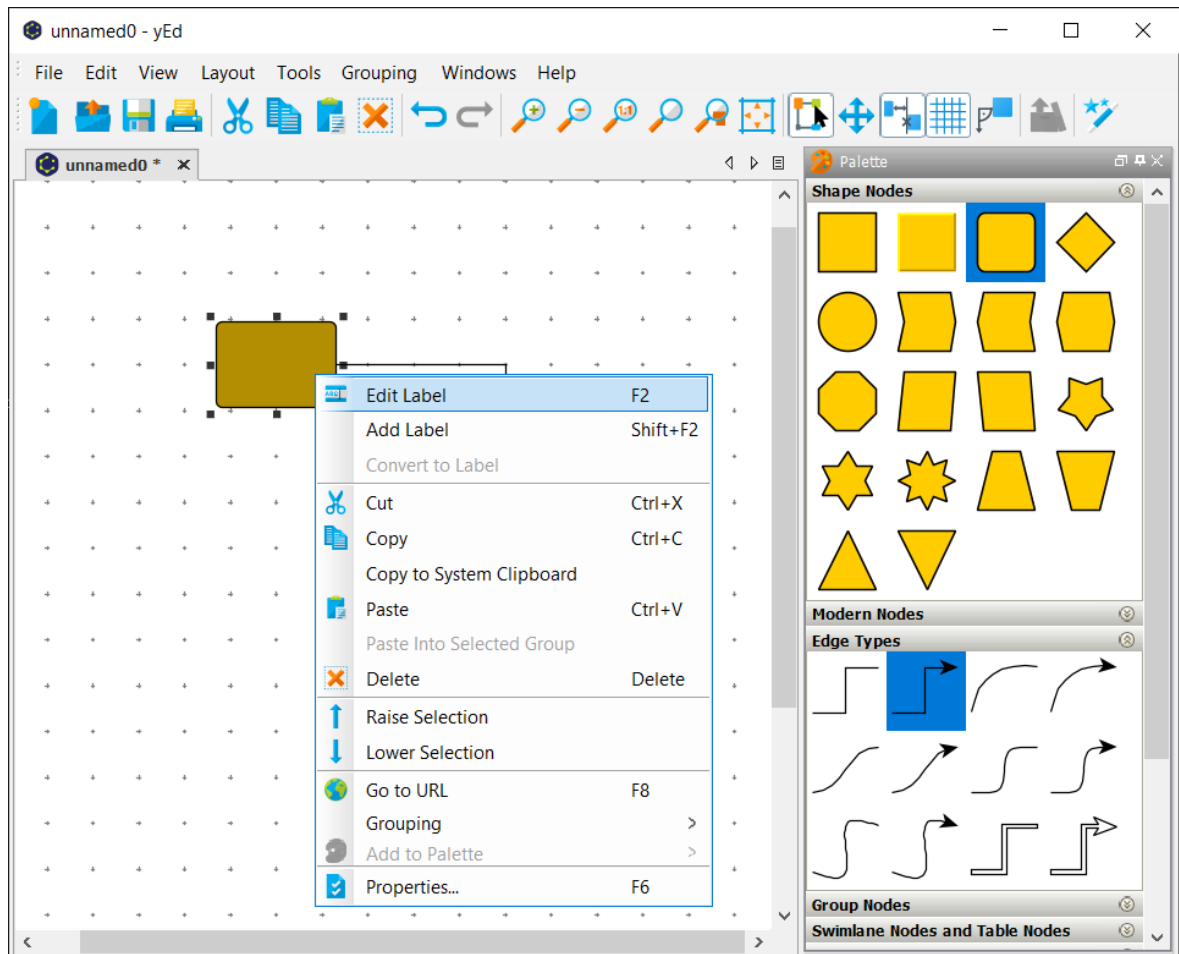 unnamed0 - yEd
File Edit View Layout Tools Grouping Windows Help
1:1
unnamed0 *
Palette
Shape Nodes
Edit Label F2
Add Label Shift+F2
Convert to Label
Cut Ctrl+X
Copy Ctrl+C
Copy to System Clipboard
Paste Ctrl+V
Paste Into Selected Group
Delete Delete
Raise Selection
Lower Selection
Go to URL F8
Grouping
Add to Palette
Properties... F6
Modern Nodes
Edge Types
Group Nodes
Swimlane Nodes and Table Nodes